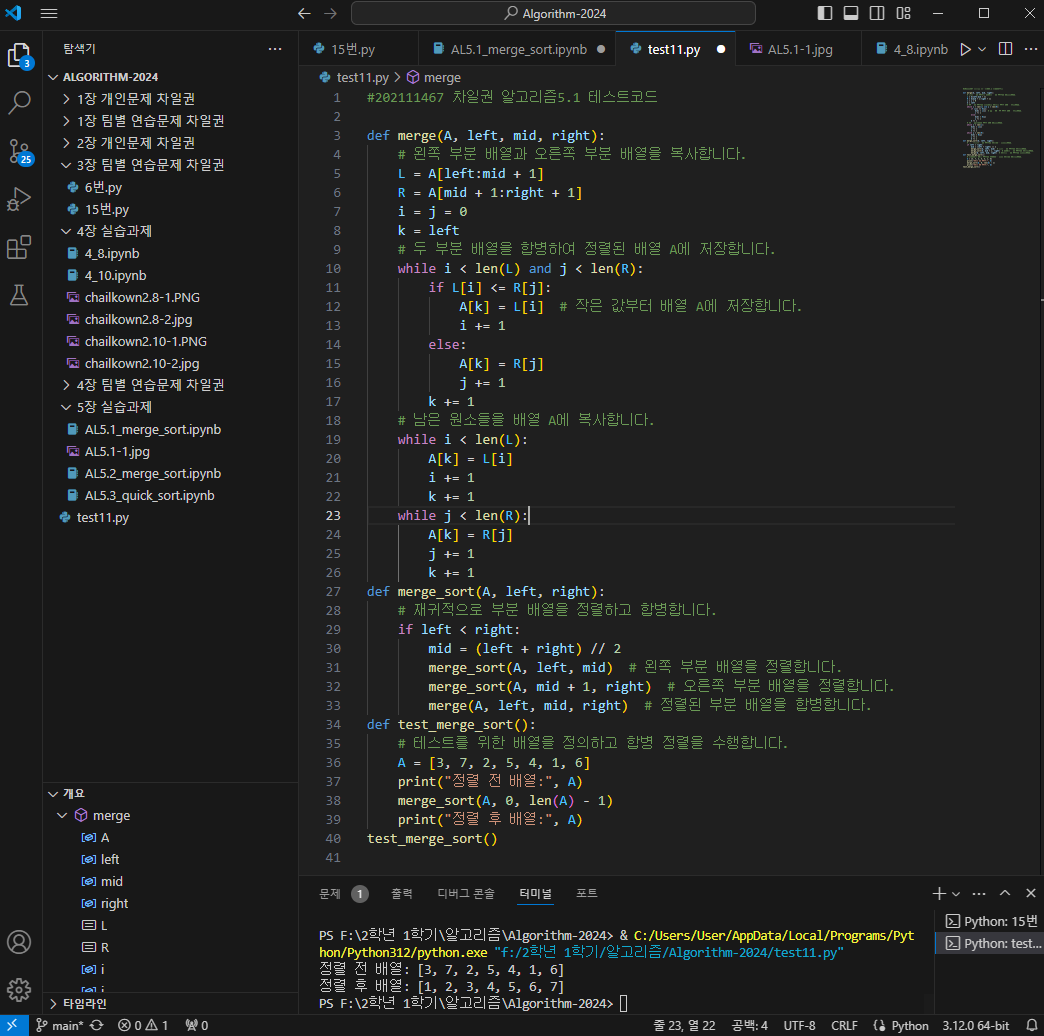 Algorithm-2024
탐색기
ALGORITHM-2024
1장 개인문제 차일권
1장 팀별 연습문제 차일권
2장 개인문제 차일권
3장 팀별 연습문제 차일권
6번.py
15번.py
4장 실습과제
4_8.ipynb
4_10.ipynb
chailkown2.8-1.PNG
chailkown2.8-2.jpg
chailkown2.10-1.PNG
chailkown2.10-2.jpg
4장 팀별 연습문제 차일권
5장 실습과제
AL5.1_merge_sort.ipynb
AL5.1-1.jpg
AL5.2_merge_sort.ipynb
AL5.3_quick_sort.ipynb
test11.py
개요
merge
A
left
mid
right
L
R
i
타임라인
3
25
15번.py AL5.1_merge_sort.ipynb test11.py AL5.1-1.jpg 4_8.ipynb
test11.py > merge
1 #202111467 차일권 알고리즘5.1 테스트코드
2
3 def merge(A, left, mid, right):
4 # 왼쪽 부분 배열과 오른쪽 부분 배열을 복사합니다.
5 L = A[left:mid + 1]
6 R = A[mid + 1:right + 1]
7 i = j = 0
8 k = left
9 # 두 부분 배열을 합병하여 정렬된 배열 A에 저장합니다.
10 while i < len(L) and j < len(R):
11 if L[i] <= R[j]:
12 A[k] = L[i] # 작은 값부터 배열 A에 저장합니다.
13 i += 1
14 else:
15 A[k] = R[j]
16 j += 1
17 k += 1
18 # 남은 원소들을 배열 A에 복사합니다.
19 while i < len(L):
20 A[k] = L[i]
21 i += 1
22 k += 1
23 while j < len(R):
24 A[k] = R[j]
25 j += 1
26 k += 1
27 def merge_sort(A, left, right):
28 # 재귀적으로 부분 배열을 정렬하고 합병합니다.
29 if left < right:
30 mid = (left + right) // 2
31 merge_sort(A, left, mid) # 왼쪽 부분 배열을 정렬합니다.
32 merge_sort(A, mid + 1, right) # 오른쪽 부분 배열을 정렬합니다.
33 merge(A, left, mid, right) # 정렬된 부분 배열을 합병합니다.
34 def test_merge_sort():
35 # 테스트를 위한 배열을 정의하고 합병 정렬을 수행합니다.
36 A = [3, 7, 2, 5, 4, 1, 6]
37 print("정렬 전 배열:", A)
38 merge_sort(A, 0, len(A) - 1)
39 print("정렬 후 배열:", A)
40 test_merge_sort()
41
문제 1 출력 디버그 콘솔 터미널 포트
PS F:\2학년 1학기\알고리즘\Algorithm-2024> & C:/Users/User/AppData/Local/Programs/Pyt
hon/Python312/python.exe "f:/2학년 1학기/알고리즘/Algorithm-2024/test11.py"
정렬 전 배열: [3, 7, 2, 5, 4, 1, 6]
정렬 후 배열: [1, 2, 3, 4, 5, 6, 7]
PS F:\2학년 1학기\알고리즘\Algorithm-2024>
Python: 15번
Python: test...
main* 0 1 0 줄 23, 열 22 공백: 4 UTF-8 CRLF Python 3.12.0 64-bit